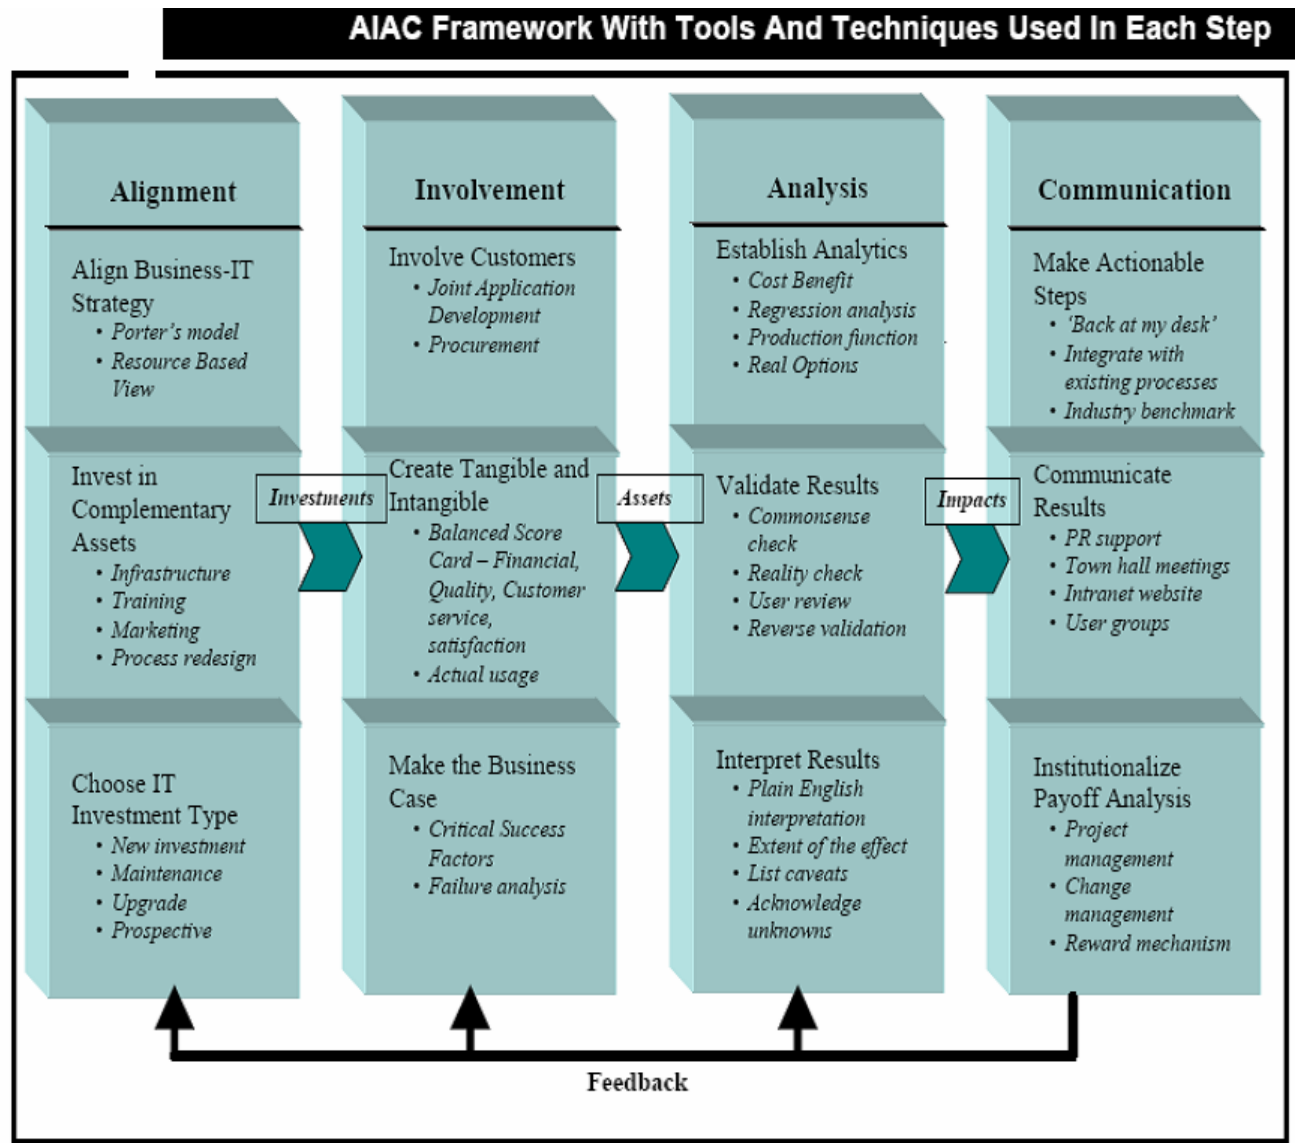 AIAC Framework With Tools And Techniques Used In Each Step
Alignment
Align Business-IT
Strategy
• Porter's model
• Resource Based
View
Invest in
Complementary
Assets
• Infrastructure
• Training
• Marketing
• Process redesign
Choose IT
Investment Type
• New investment
• Maintenance
• Upgrade
• Prospective
Investments
Involvement
Involve Customers
• Joint Application
Development
• Procurement
Create Tangible and
Intangible
• Balanced Score
Card – Financial,
Quality, Customer
service,
satisfaction
• Actual usage
Make the Business
Case
• Critical Success
Factors
• Failure analysis
Assets
Analysis
Establish Analytics
• Cost Benefit
• Regression analysis
• Production function
• Real Options
Validate Results
• Commonsense
check
• Reality check
• User review
• Reverse validation
Interpret Results
• Plain English
interpretation
• Extent of the effect
• List caveats
• Acknowledge
unknowns
Impacts
Communication
Make Actionable
Steps
• 'Back at my desk'
• Integrate with
existing processes
• Industry benchmark
Communicate
Results
• PR support
• Town hall meetings
• Intranet website
• User groups
Institutionalize
Payoff Analysis
• Project
management
• Change
management
• Reward mechanism
Feedback